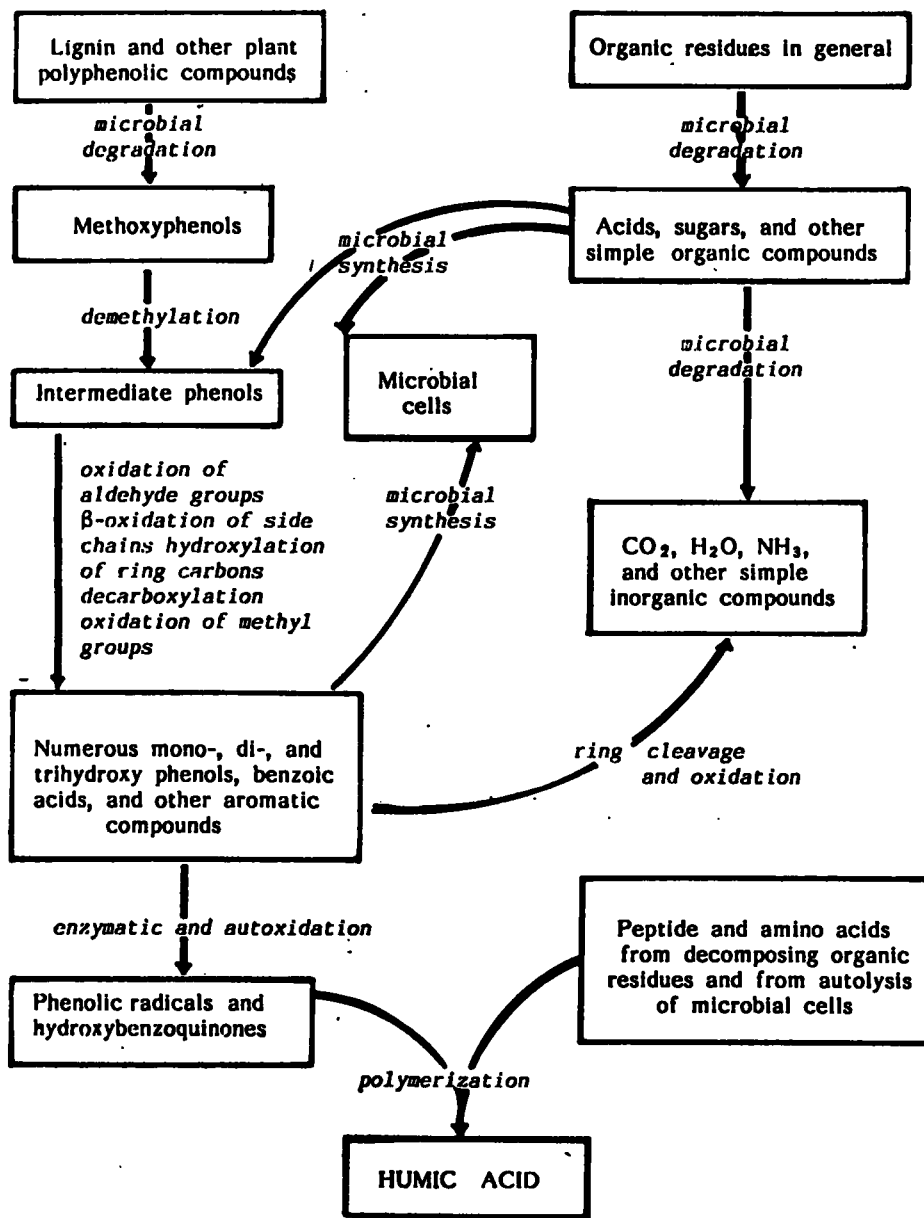 Lignin and other plant
polyphenolic compounds
Organic residues in general
microbial
degradation
microbial
degradation
Methoxyphenols
microbial
synthesis
Acids, sugars, and other
simple organic compounds
demethylation
microbial
degradation
Intermediate phenols
Microbial
cells
oxidation of
aldehyde groups
β-oxidation of side
chains hydroxylation
of ring carbons
decarboxylation
oxidation of methyl
groups
microbial
synthesis
CO₂, H₂O, NH₃,
and other simple
inorganic compounds
Numerous mono-, di-, and
trihydroxy phenols, benzoic
acids, and other aromatic
compounds
ring cleavage
and oxidation
enzymatic and autoxidation
Peptide and amino acids
from decomposing organic
residues and from autolysis
of microbial cells
Phenolic radicals and
hydroxybenzoquinones
polymerization
HUMIC ACID